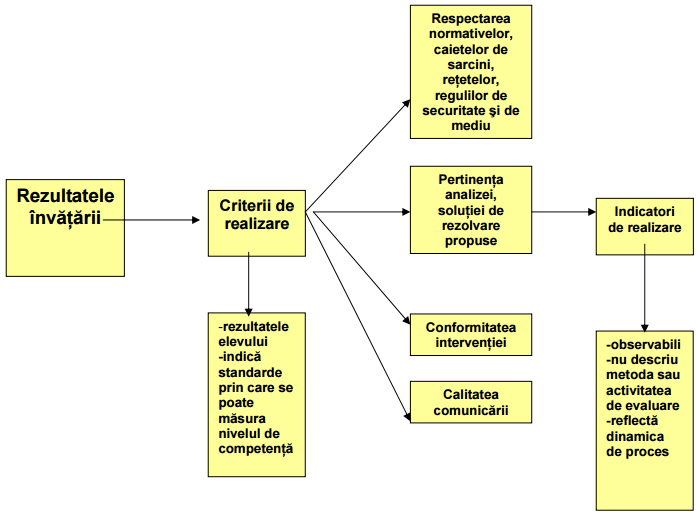 Rezultatele
învățării
Criterii de
realizare
-rezultatele
elevului
-indică
standarde
prin care se
poate
măsura
nivelul de
competență
Respectarea
normativelor,
caietelor de
sarcini,
rețetelor,
regulilor de
securitate şi de
mediu
Pertinența
analizei,
soluției de
rezolvare
propuse
Conformitatea
intervenției
Calitatea
comunicării
Indicatori
de realizare
-observabili
-nu descriu
metoda sau
activitatea
de evaluare
-reflectă
dinamica
de proces